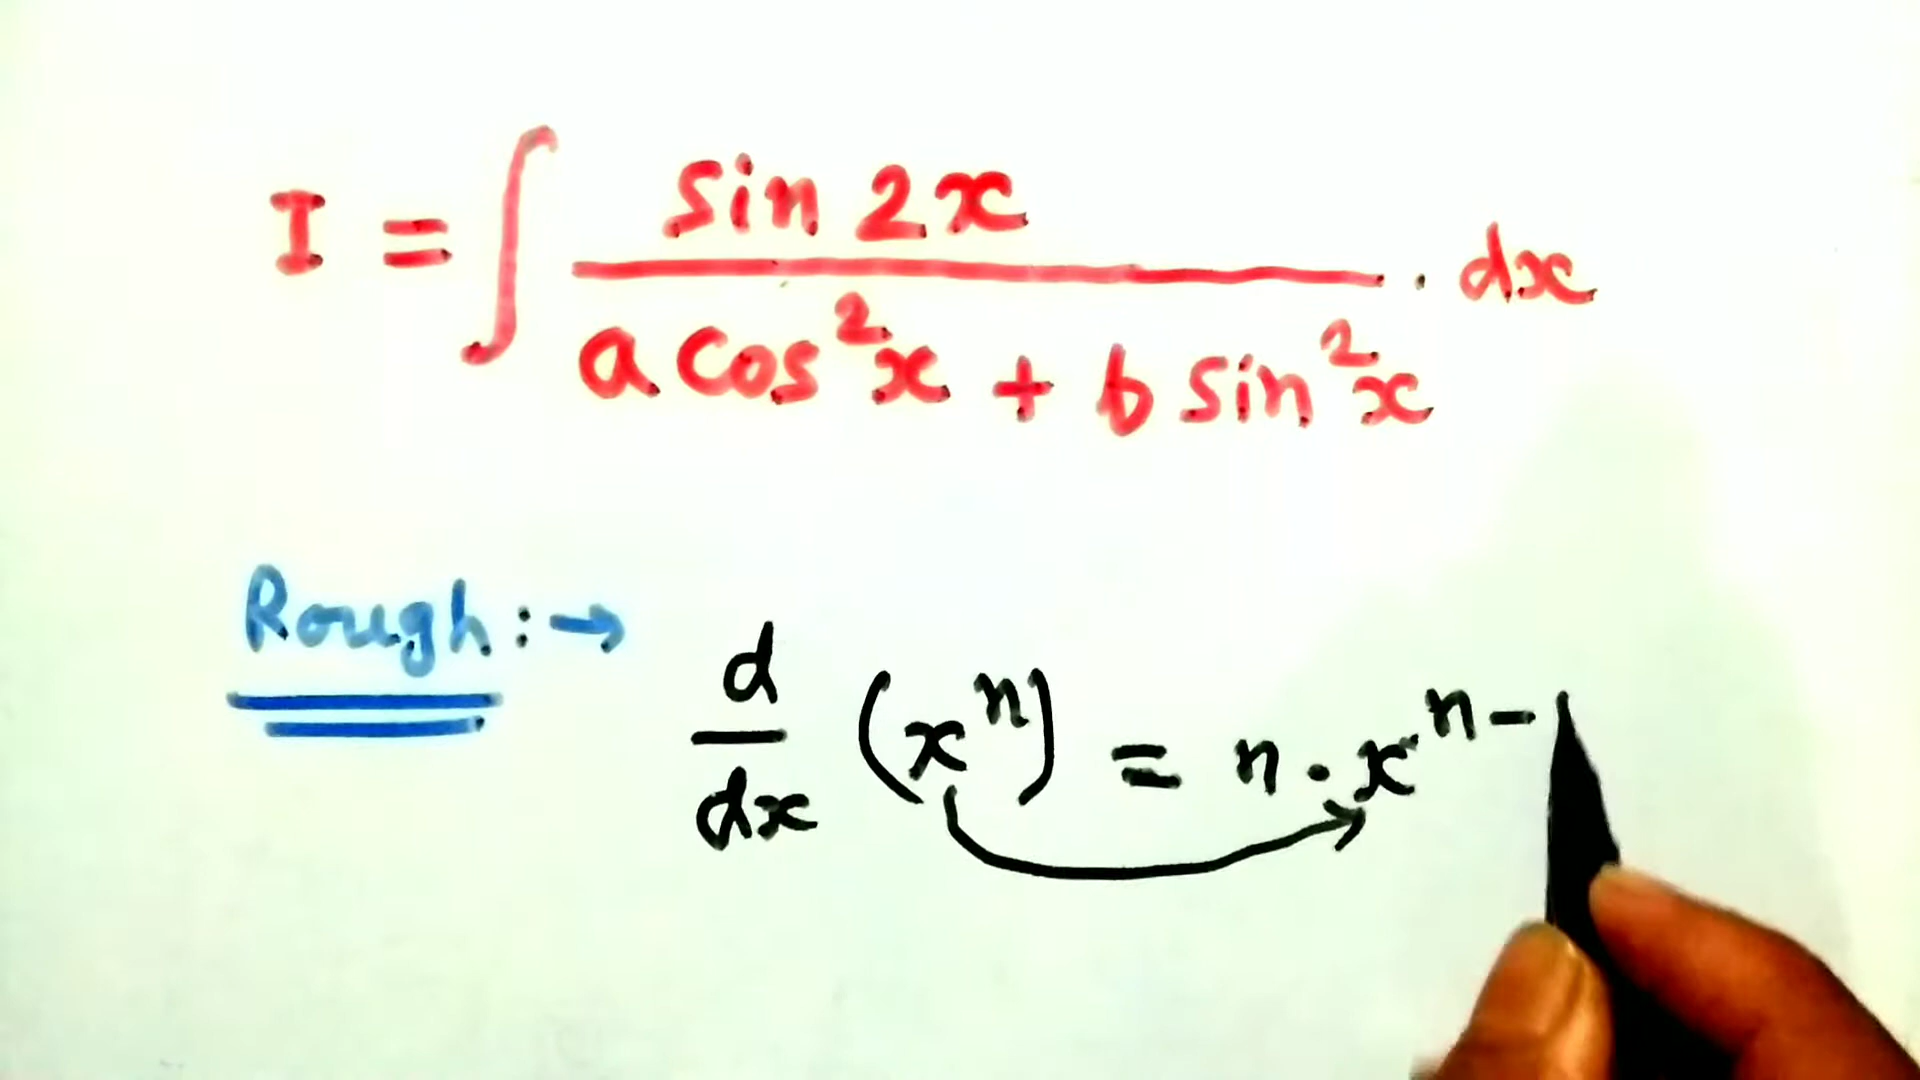 I = ∫ sin 2x / (a cos²x + b sin²x) · dx
Rough :→ d/dx (xⁿ) = n · xⁿ⁻